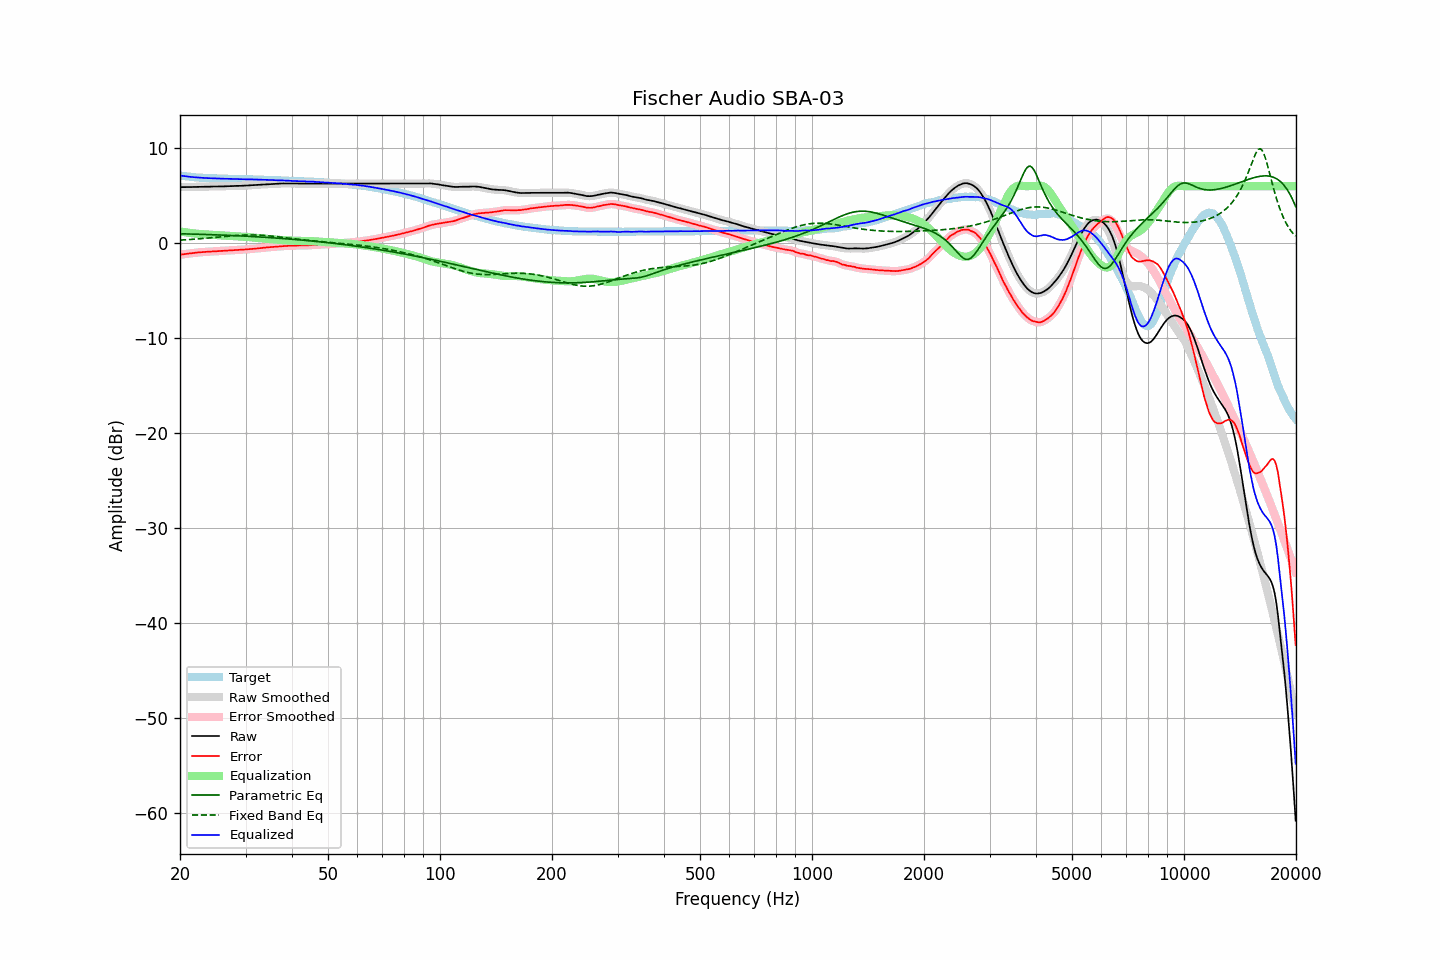 Fischer Audio SBA-03
10
0
−10
−20
−30
−40
−50
−60
Amplitude (dBr)
Target
Raw Smoothed
Error Smoothed
Raw
Error
Equalization
Parametric Eq
Fixed Band Eq
Equalized
20 50 100 200 500 1000 2000 5000 10000 20000
Frequency (Hz)